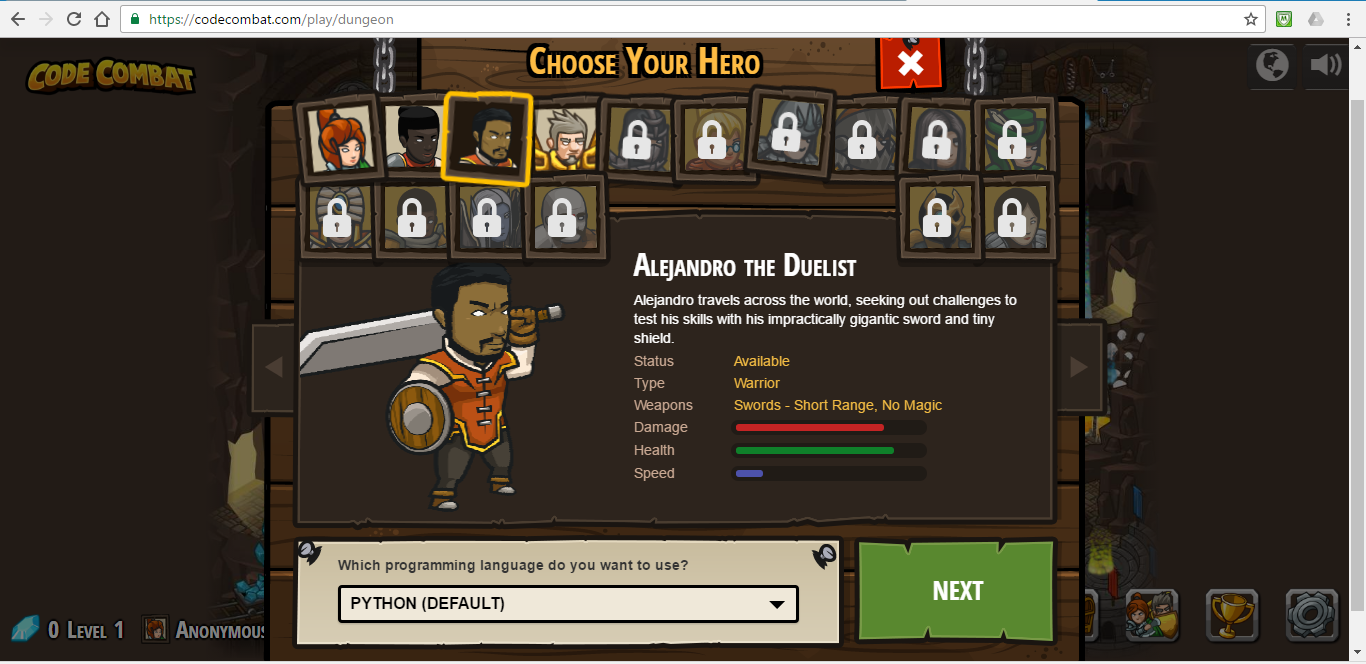 https://codecombat.com/play/dungeon
Code Combat
Choose Your Hero
Alejandro the Duelist
Alejandro travels across the world, seeking out challenges to
test his skills with his impractically gigantic sword and tiny
shield.
Status Available
Type Warrior
Weapons Swords - Short Range, No Magic
Damage
Health
Speed
Which programming language do you want to use?
PYTHON (DEFAULT)
NEXT
0 Level 1 Anonymous